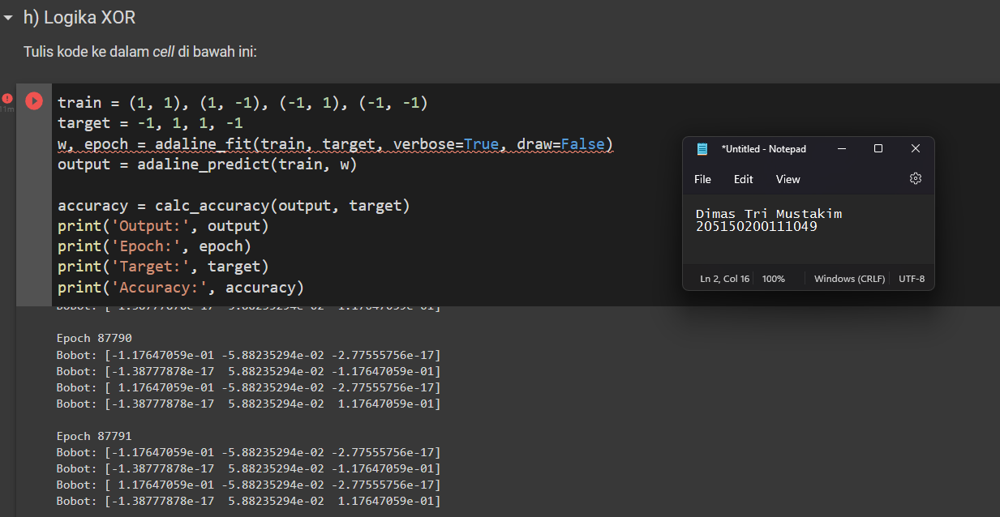 h) Logika XOR
Tulis kode ke dalam cell di bawah ini:
11m
train = (1, 1), (1, -1), (-1, 1), (-1, -1)
target = -1, 1, 1, -1
w, epoch = adaline_fit(train, target, verbose=True, draw=False)
output = adaline_predict(train, w)
accuracy = calc_accuracy(output, target)
print('Output:', output)
print('Epoch:', epoch)
print('Target:', target)
print('Accuracy:', accuracy)
*Untitled - Notepad
File Edit View
Dimas Tri Mustakim
205150200111049
Ln 2, Col 16 100% Windows (CRLF) UTF-8
Bobot: [-1.38777878e-17 5.88235294e-02 1.17647059e-01]
Epoch 87790
Bobot: [-1.17647059e-01 -5.88235294e-02 -2.77555756e-17]
Bobot: [-1.38777878e-17 5.88235294e-02 -1.17647059e-01]
Bobot: [ 1.17647059e-01 -5.88235294e-02 -2.77555756e-17]
Bobot: [-1.38777878e-17 5.88235294e-02 1.17647059e-01]
Epoch 87791
Bobot: [-1.17647059e-01 -5.88235294e-02 -2.77555756e-17]
Bobot: [-1.38777878e-17 5.88235294e-02 -1.17647059e-01]
Bobot: [ 1.17647059e-01 -5.88235294e-02 -2.77555756e-17]
Bobot: [-1.38777878e-17 5.88235294e-02 1.17647059e-01]